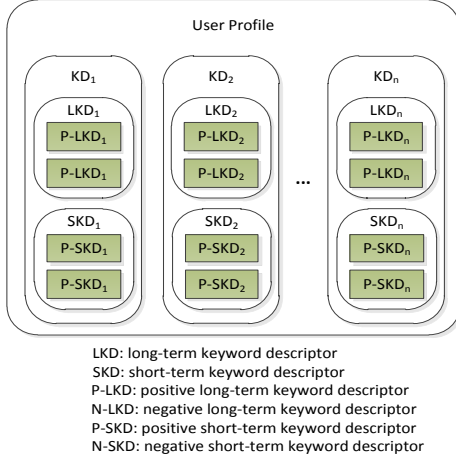 User Profile
KD1 KD2 KDn
LKD1 LKD2 LKDn
P-LKD1 P-LKD2 P-LKDn
P-LKD1 P-LKD2 P-LKDn
...
SKD1 SKD2 SKDn
P-SKD1 P-SKD2 P-SKDn
P-SKD1 P-SKD2 P-SKDn
LKD: long-term keyword descriptor
SKD: short-term keyword descriptor
P-LKD: positive long-term keyword descriptor
N-LKD: negative long-term keyword descriptor
P-SKD: positive short-term keyword descriptor
N-SKD: negative short-term keyword descriptor